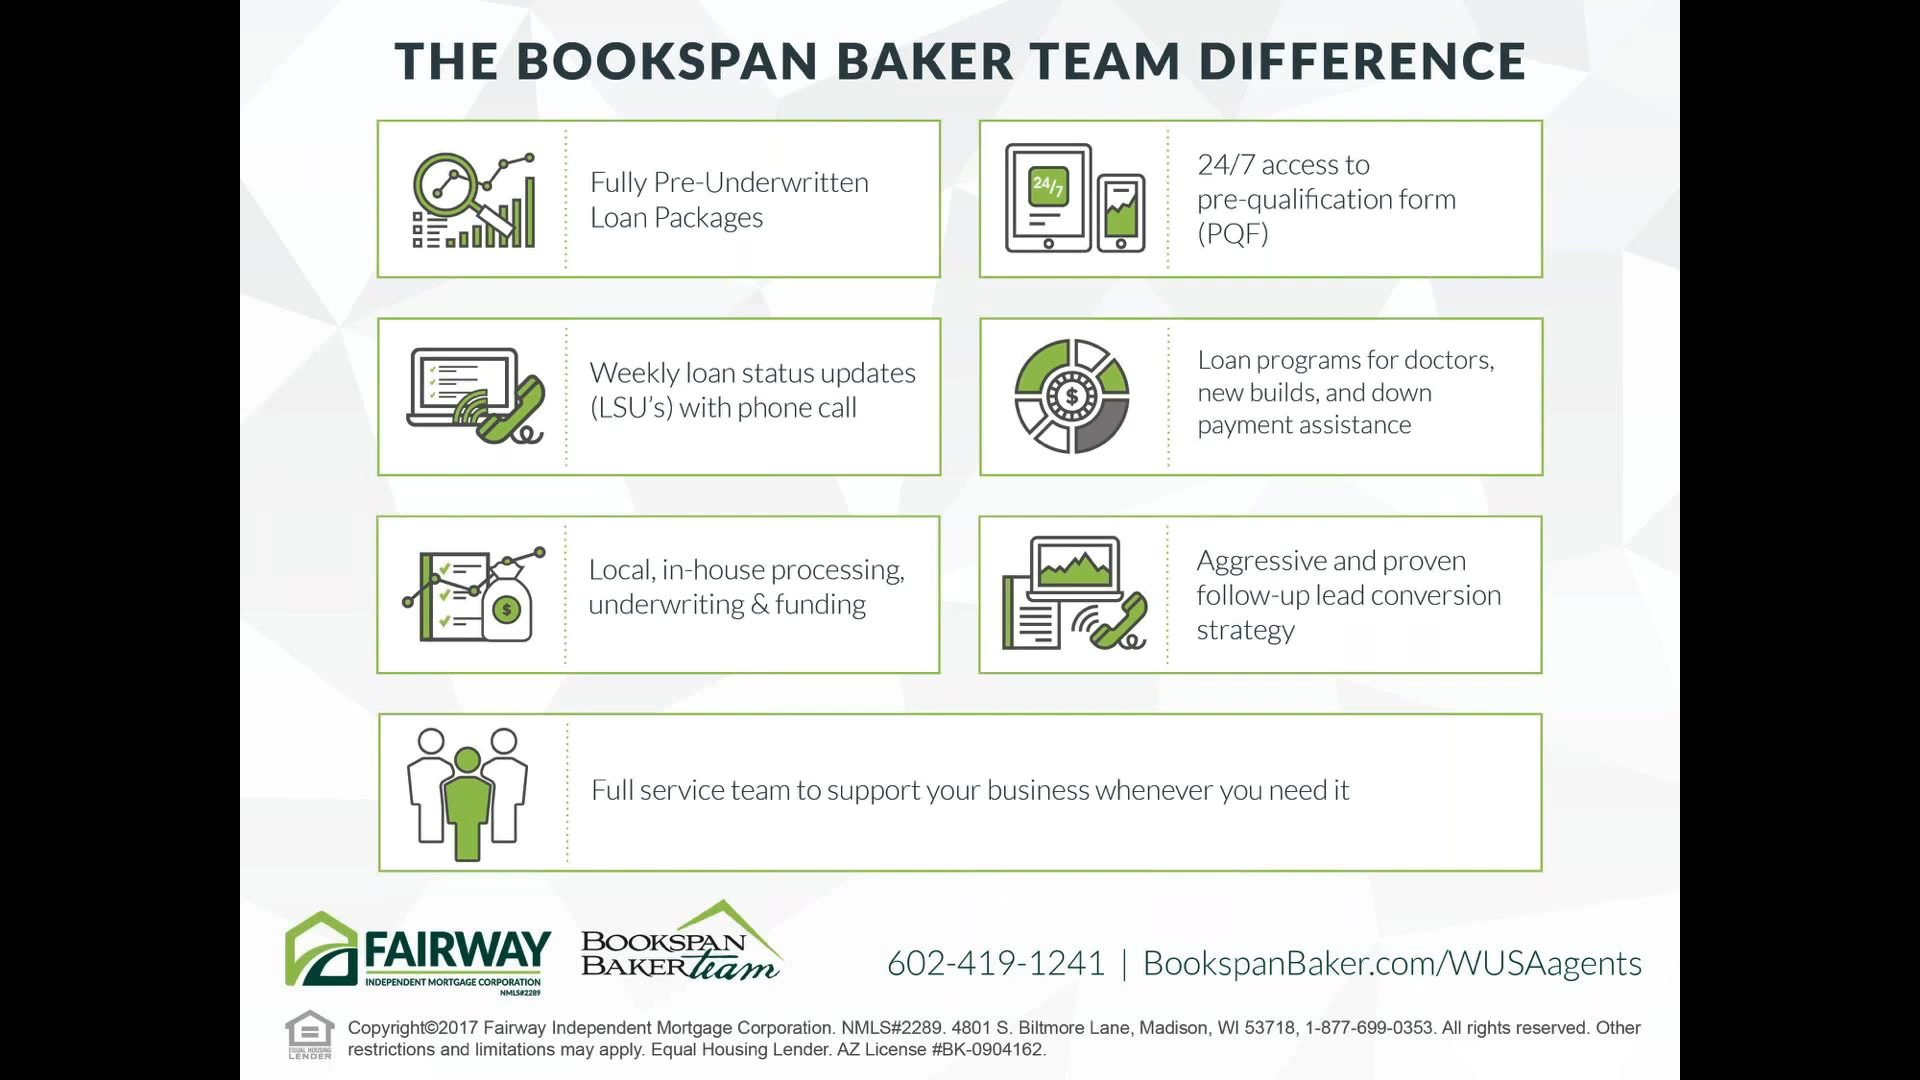 THE BOOKSPAN BAKER TEAM DIFFERENCE
Fully Pre-Underwritten
Loan Packages
24/7
24/7 access to
pre-qualification form
(PQF)
Weekly loan status updates
(LSU's) with phone call
$
Loan programs for doctors,
new builds, and down
payment assistance
$
Local, in-house processing,
underwriting & funding
Aggressive and proven
follow-up lead conversion
strategy
Full service team to support your business whenever you need it
FAIRWAY
INDEPENDENT MORTGAGE CORPORATION
NMLS#2289
BOOKSPAN
BAKER team
602-419-1241 | BookspanBaker.com/WUSAagents
EQUAL HOUSING
LENDER
Copyright©2017 Fairway Independent Mortgage Corporation. NMLS#2289. 4801 S. Biltmore Lane, Madison, WI 53718, 1-877-699-0353. All rights reserved. Other
restrictions and limitations may apply. Equal Housing Lender. AZ License #BK-0904162.